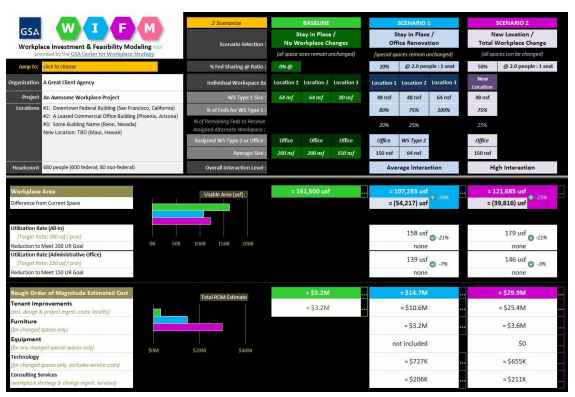 GSA
W I F M
Workplace Investment & Feasibility Modeling tool
provided by the GSA Center for Workplace Strategy
Jump to: click to choose
Organization A Great Client Agency
Project An Awesome Workplace Project
Locations #1: Downtown Federal Building (San Francisco, California)
#2: A Leased Commercial Office Building (Phoenix, Arizona)
#3: Some Building Name (Reno, Nevada)
New Location: TBD (Maui, Hawaii)
Headcount 680 people (600 federal; 80 non-federal)
2 Scenarios BASELINE SCENARIO 1 SCENARIO 2
Scenario Selection : Stay in Place / No Workplace Changes Stay in Place / Office Renovation New Location / Total Workplace Change
(all space sizes remain unchanged) (special spaces remain unchanged) (all spaces can be changed)
% Fed Sharing @ Ratio : 0% @ 20% @ 2.0 people : 1 seat 50% @ 2.0 people : 1 seat
Individual Workspace Δs Location 1 Location 2 Location 3 Location 1 Location 2 Location 3 New Location
WS Type 1 Size : 64 nsf 64 nsf 80 nsf 48 nsf 48 nsf 64 nsf 48 nsf
% of Feds for WS Type 1 : 80% 75% 100% 75%
% of Remaining Feds to Receive
Assigned Alternate Workspace : 20% 25% 25%
Assigned WS Type 2 or Office : Office Office Office Office WS Type 2 Office
Average Size : 200 nsf 200 nsf 150 nsf 150 nsf 64 nsf 150 nsf
Overall Interaction Level : Average Interaction High Interaction
Workplace Area Usable Area (usf) ≈ 161,500 usf ≈ 107,283 usf ≈ 121,685 usf
Difference from Current Space ≈ (54,217) usf -34% ≈ (39,816) usf -25%
0K 50K 100K 150K 200K
Utilization Rate (All-In) 158 usf -21% 179 usf -11%
(Target Rate: 200 usf / prsn)
Reduction to Meet 200 UR Goal none none
Utilization Rate (Administrative Office) 139 usf -7% 146 usf -3%
(Target Rate: 150 usf / prsn)
Reduction to Meet 150 UR Goal none none
Rough Order of Magnitude Estimated Cost Total ROM Estimate ≈ $3.2M ≈ $14.7M ≈ $29.9M
Tenant Improvements ≈ $3.2M ≈ $10.6M ≈ $25.4M
(incl. design & project mgmt. costs; locality)
Furniture ≈ $3.2M ≈ $3.6M
(for changed spaces only)
Equipment not included $0
(for any changed special spaces only)
$0M $20M $40M
Technology ≈ $727K ≈ $655K
(for changed spaces only, excludes service costs)
Consulting Services ≈ $206K ≈ $211K
(workplace strategy & change mgmt. services)